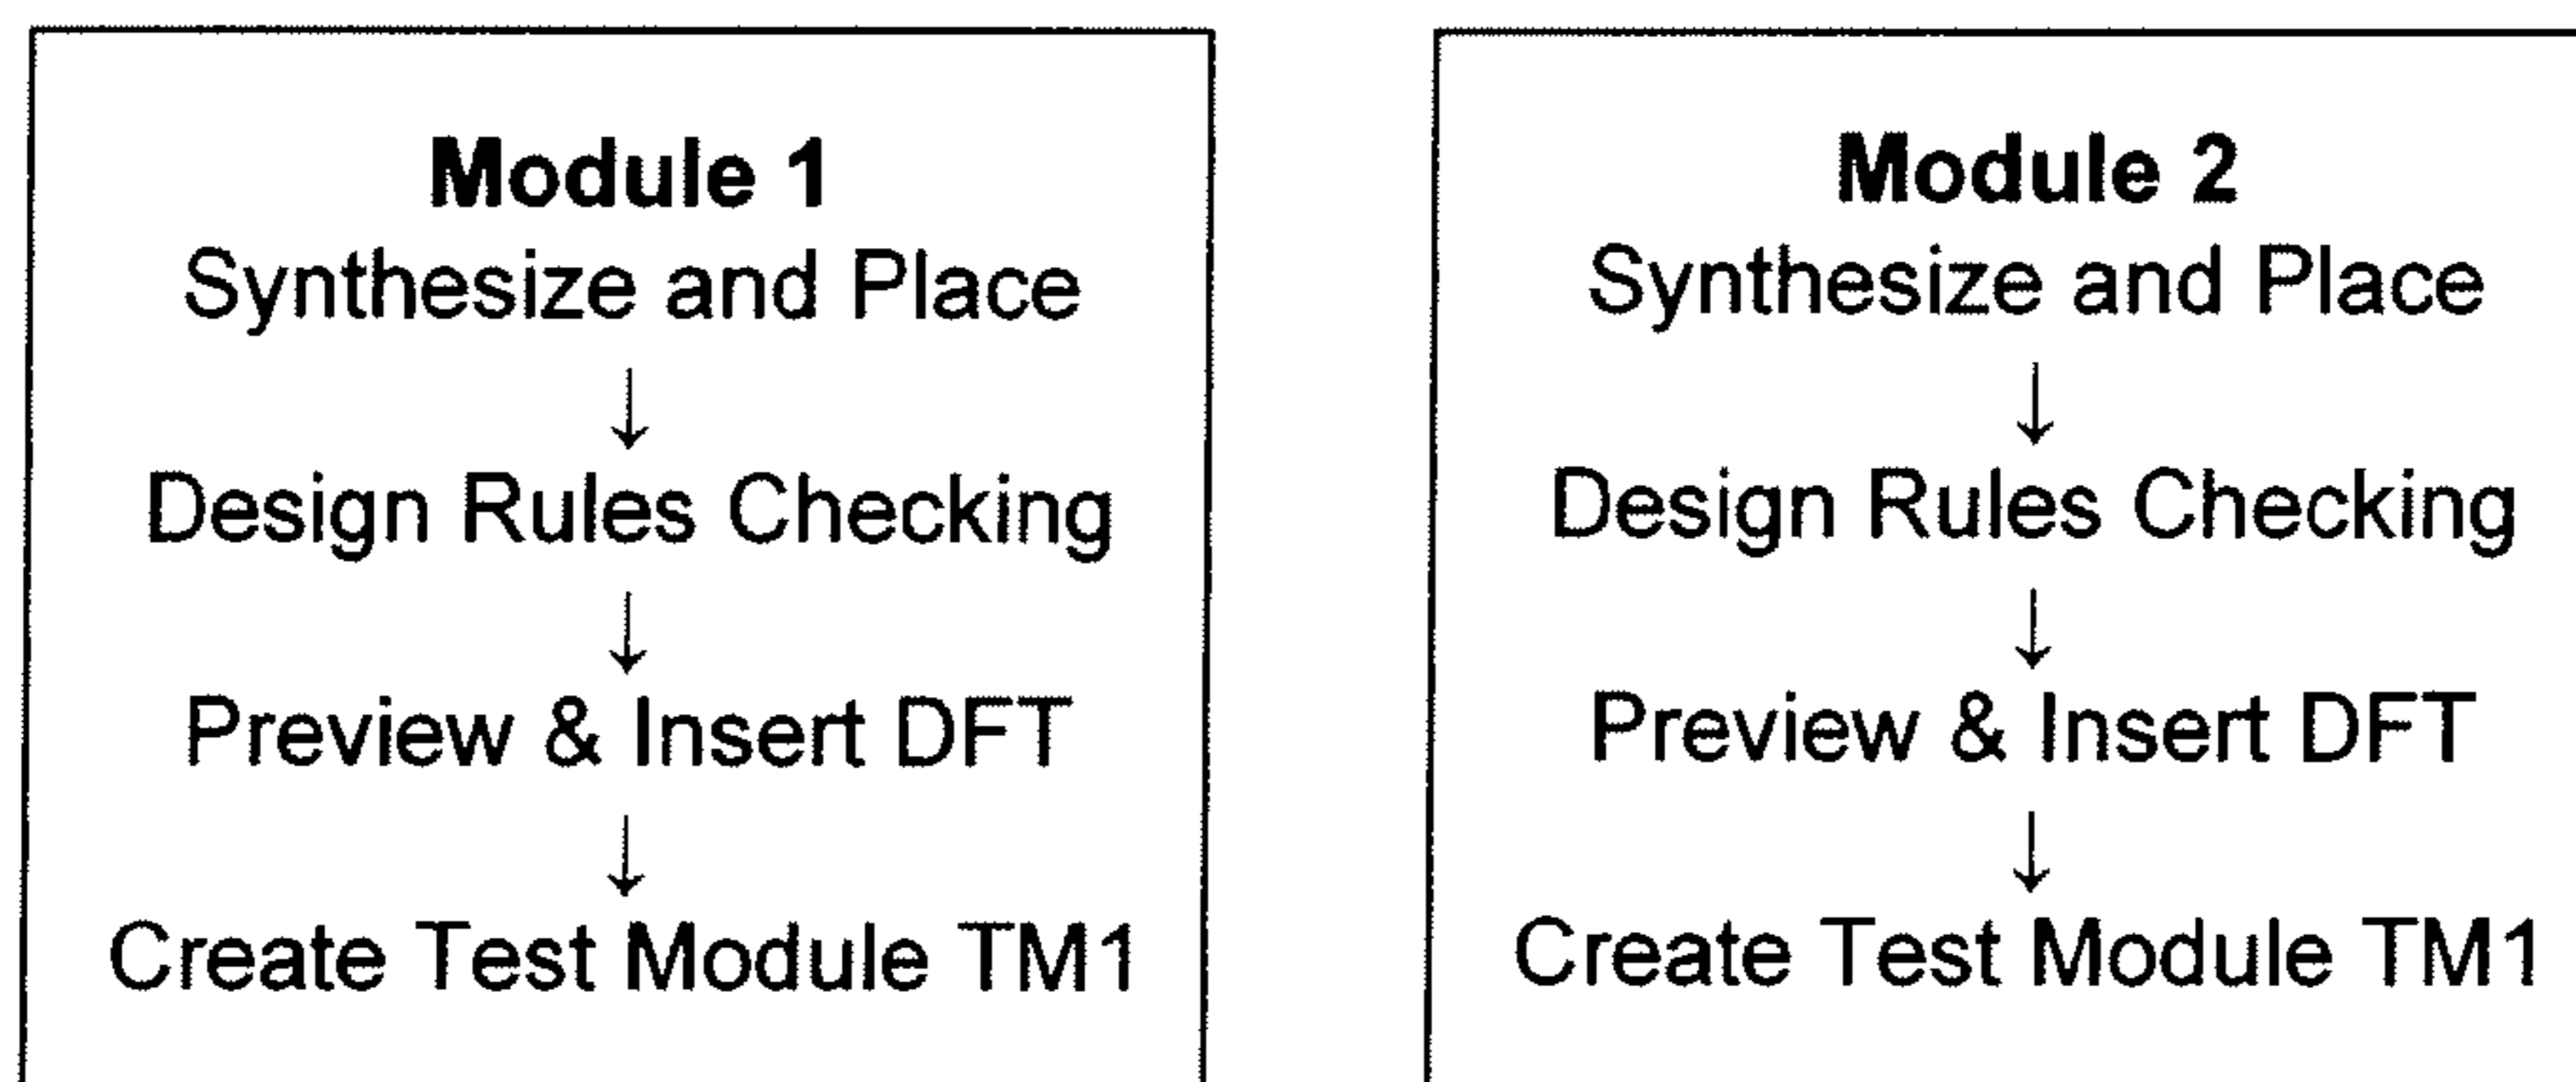 Module 1
Synthesize and Place
↓
Design Rules Checking
↓
Preview & Insert DFT
↓
Create Test Module TM1
Module 2
Synthesize and Place
↓
Design Rules Checking
↓
Preview & Insert DFT
↓
Create Test Module TM1